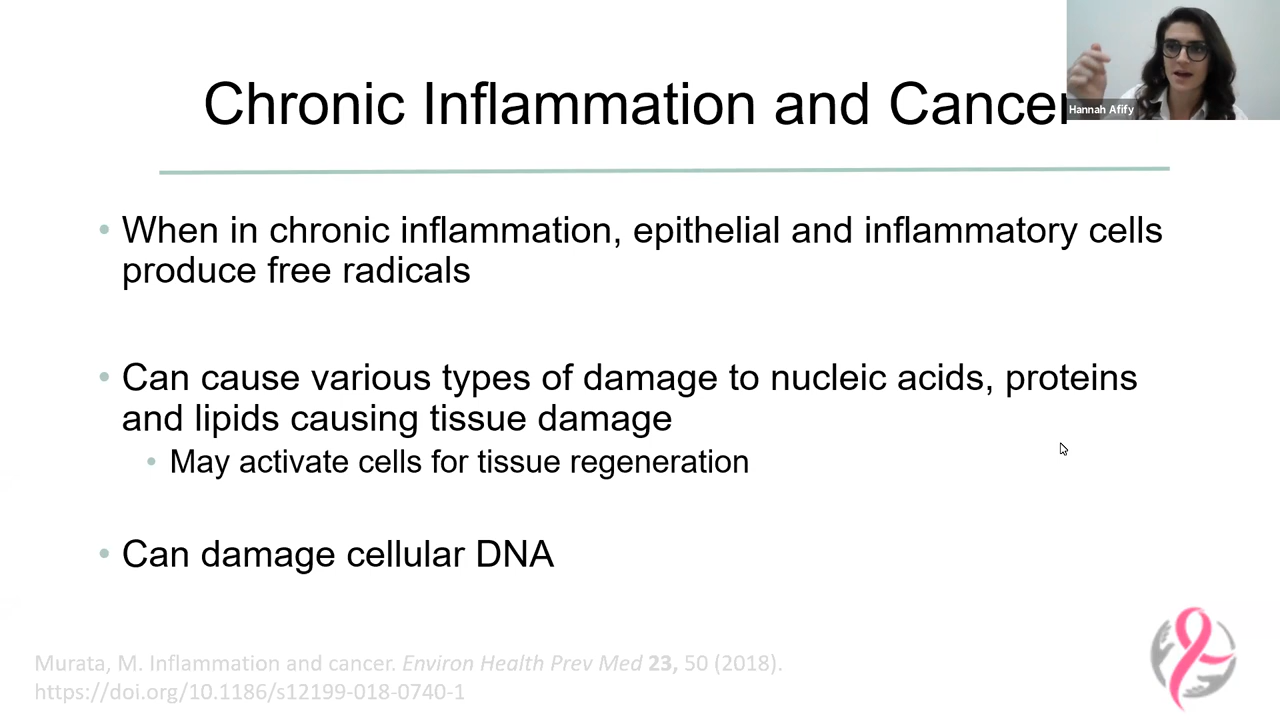 Chronic Inflammation and Cancer
Hannah Afify
• When in chronic inflammation, epithelial and inflammatory cells
produce free radicals
• Can cause various types of damage to nucleic acids, proteins
and lipids causing tissue damage
• May activate cells for tissue regeneration
• Can damage cellular DNA
Murata, M. Inflammation and cancer. Environ Health Prev Med 23, 50 (2018).
https://doi.org/10.1186/s12199-018-0740-1